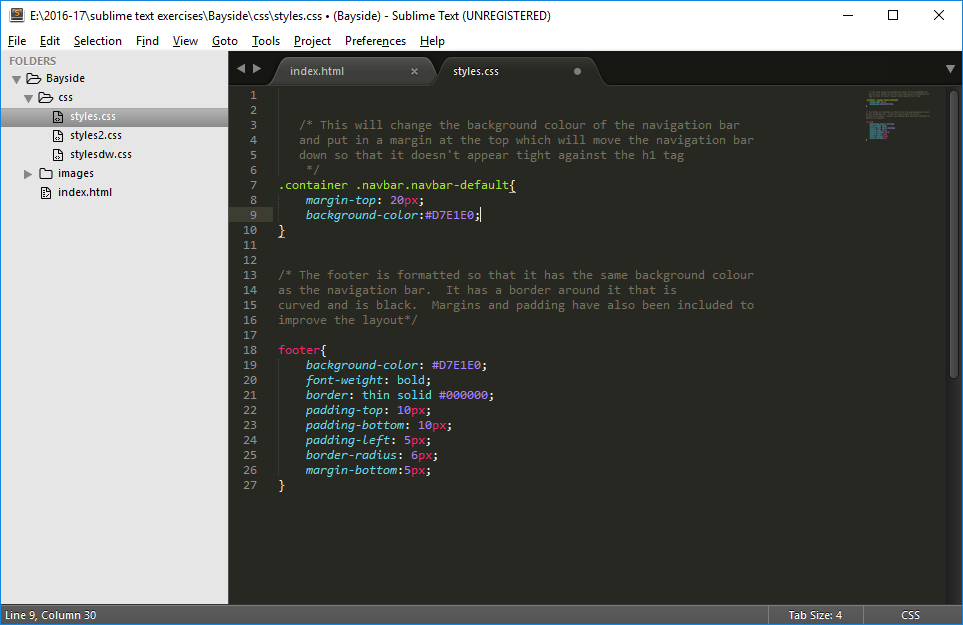 E:\2016-17\sublime text exercises\Bayside\css\styles.css • (Bayside) - Sublime Text (UNREGISTERED)
File Edit Selection Find View Goto Tools Project Preferences Help
FOLDERS
Bayside
css
styles.css
styles2.css
stylesdw.css
images
index.html
index.html × styles.css
1
2
3 /* This will change the background colour of the navigation bar
4 and put in a margin at the top which will move the navigation bar
5 down so that it doesn't appear tight against the h1 tag
6 */
7 .container .navbar.navbar-default{
8 margin-top: 20px;
9 background-color:#D7E1E0;
10 }
11
12
13 /* The footer is formatted so that it has the same background colour
14 as the navigation bar.  It has a border around it that is
15 curved and is black.  Margins and padding have also been included to
16 improve the layout*/
17
18 footer{
19 background-color: #D7E1E0;
20 font-weight: bold;
21 border: thin solid #000000;
22 padding-top: 10px;
23 padding-bottom: 10px;
24 padding-left: 5px;
25 border-radius: 6px;
26 margin-bottom:5px;
27 }
Line 9, Column 30 Tab Size: 4 CSS